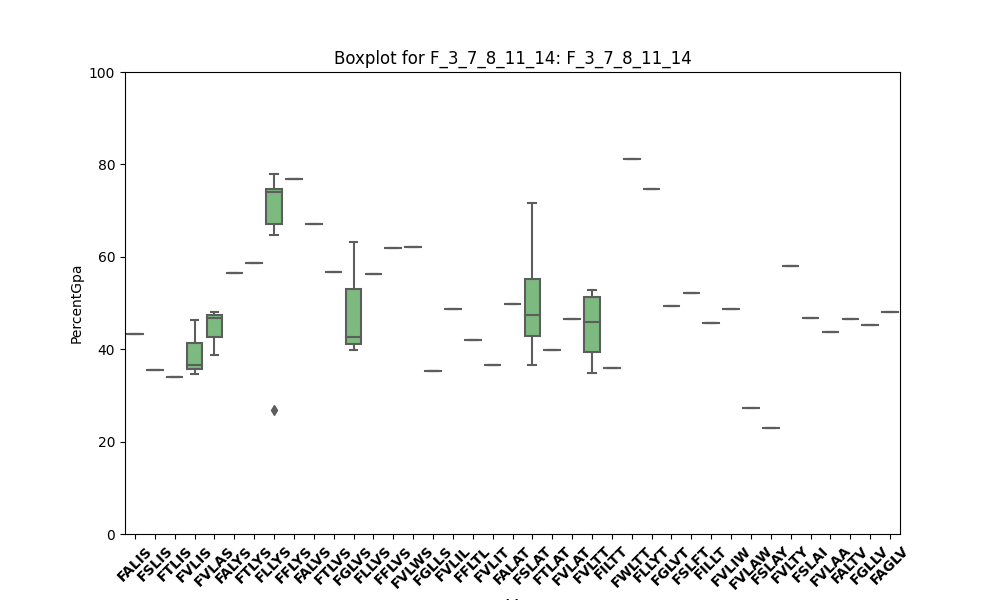 Boxplot for F_3_7_8_11_14: F_3_7_8_11_14
PercentGpa
100
80
60
40
20
0
FALIS
FSLIS
FTLIS
FVLIS
FVLAS
FALYS
FTLYS
FLLYS
FFLYS
FALVS
FTLVS
FGLVS
FLLVS
FFLVS
FVLWS
FGLLS
FVLIL
FFLTL
FVLIT
FALAT
FSLAT
FTLAT
FVLAT
FVLTT
FILTT
FWLTT
FLLYT
FGLVT
FSLFT
FILLT
FVLIW
FVLAW
FSLAY
FVLTY
FSLAI
FVLAA
FALTV
FGLLV
FAGLV